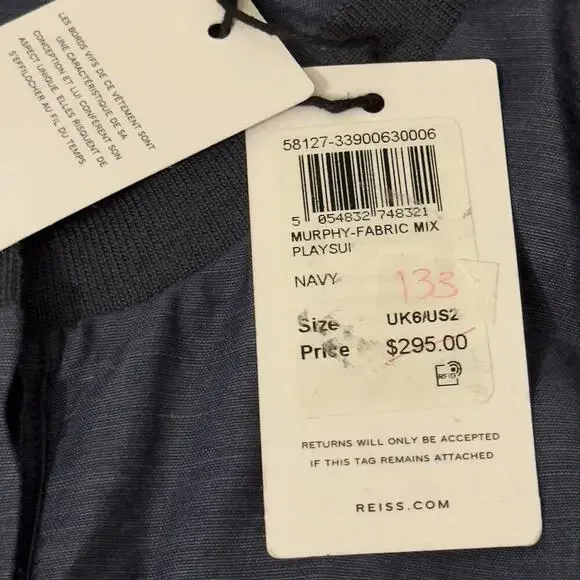 LES BORDS VIFS DE CE VÊTEMENT SONT
UNE CARACTÉRISTIQUE DE SA
CONCEPTION ET LUI CONFÈRENT SON
ASPECT UNIQUE. ELLES RISQUENT DE
S'EFFILOCHER AU FIL DU TEMPS.
58127-33900630006
5 054832 748321
MURPHY-FABRIC MIX
PLAYSUI
NAVY
133
Size UK6/US2
Price $295.00
RFID
RETURNS WILL ONLY BE ACCEPTED
IF THIS TAG REMAINS ATTACHED
REISS.COM